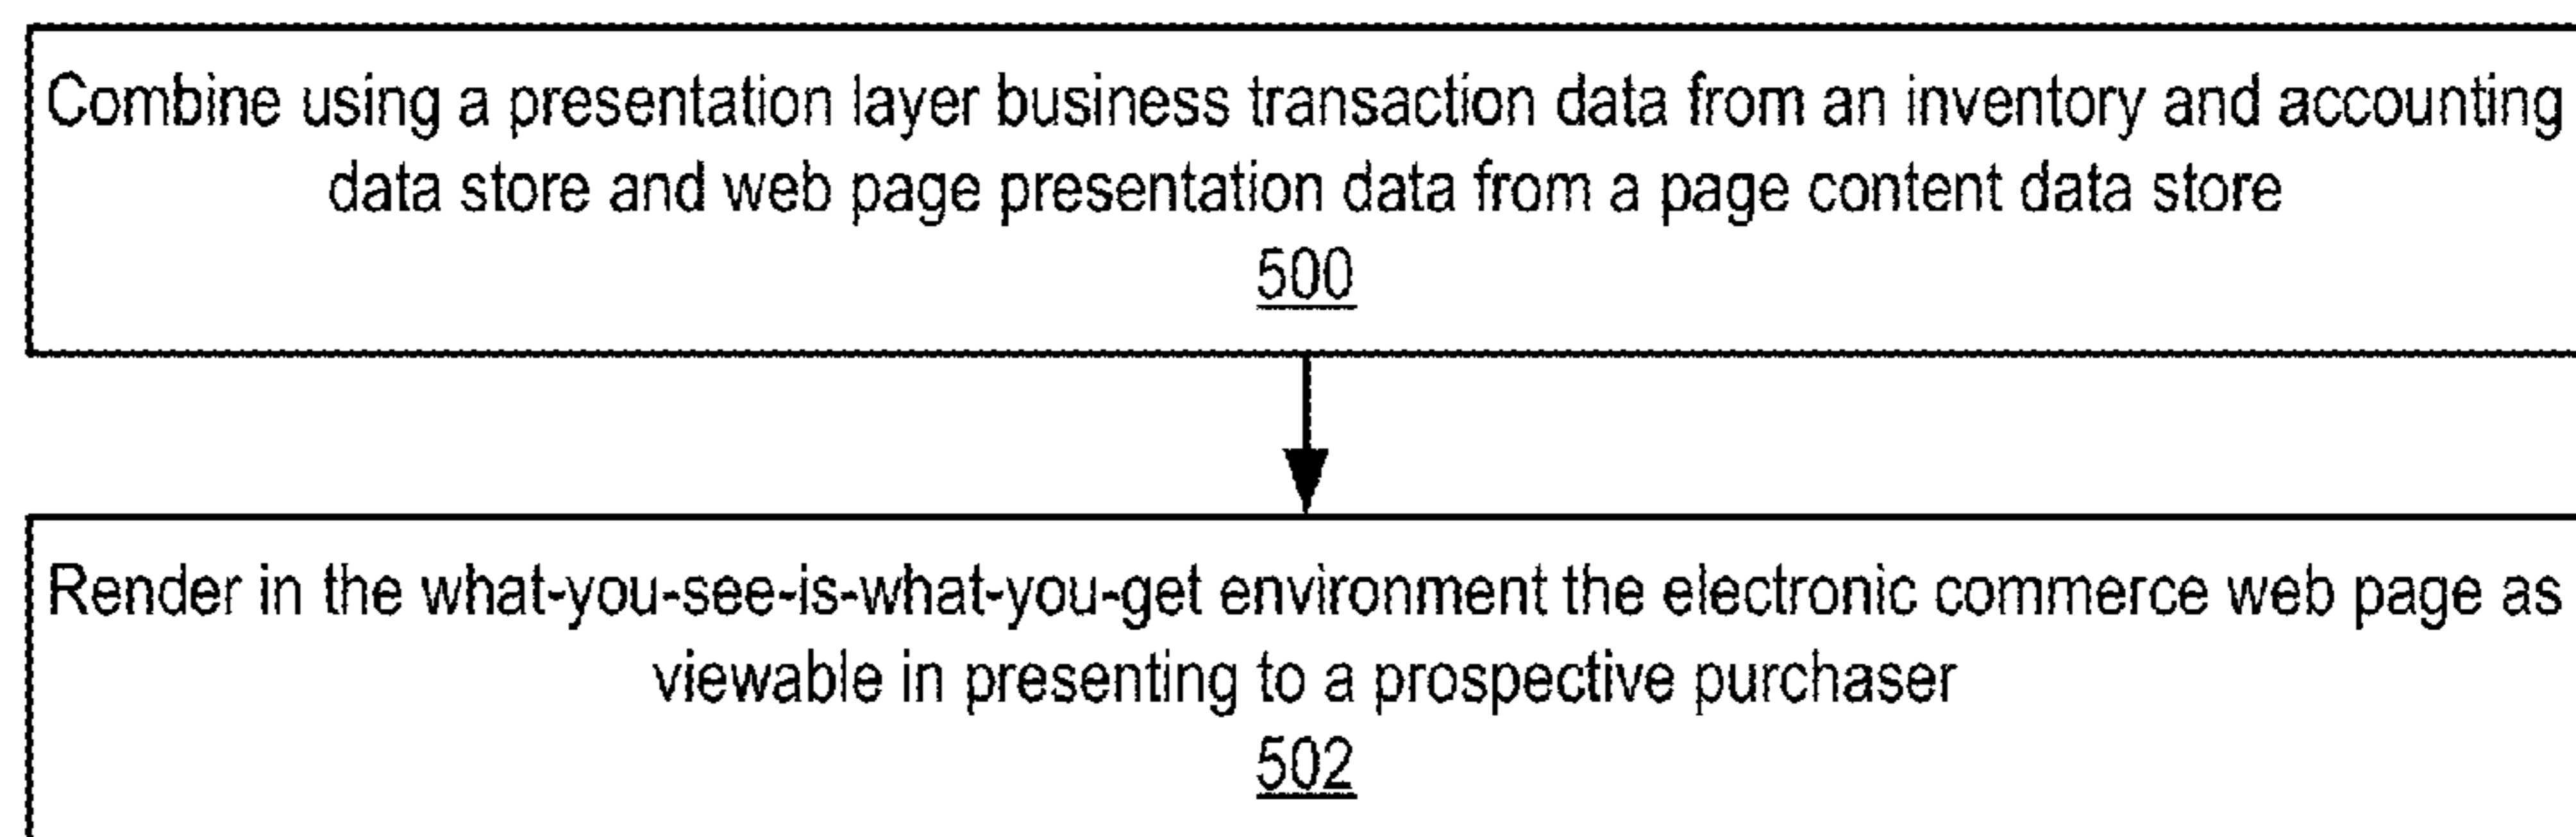 Combine using a presentation layer business transaction data from an inventory and accounting
data store and web page presentation data from a page content data store
500
Render in the what-you-see-is-what-you-get environment the electronic commerce web page as
viewable in presenting to a prospective purchaser
502